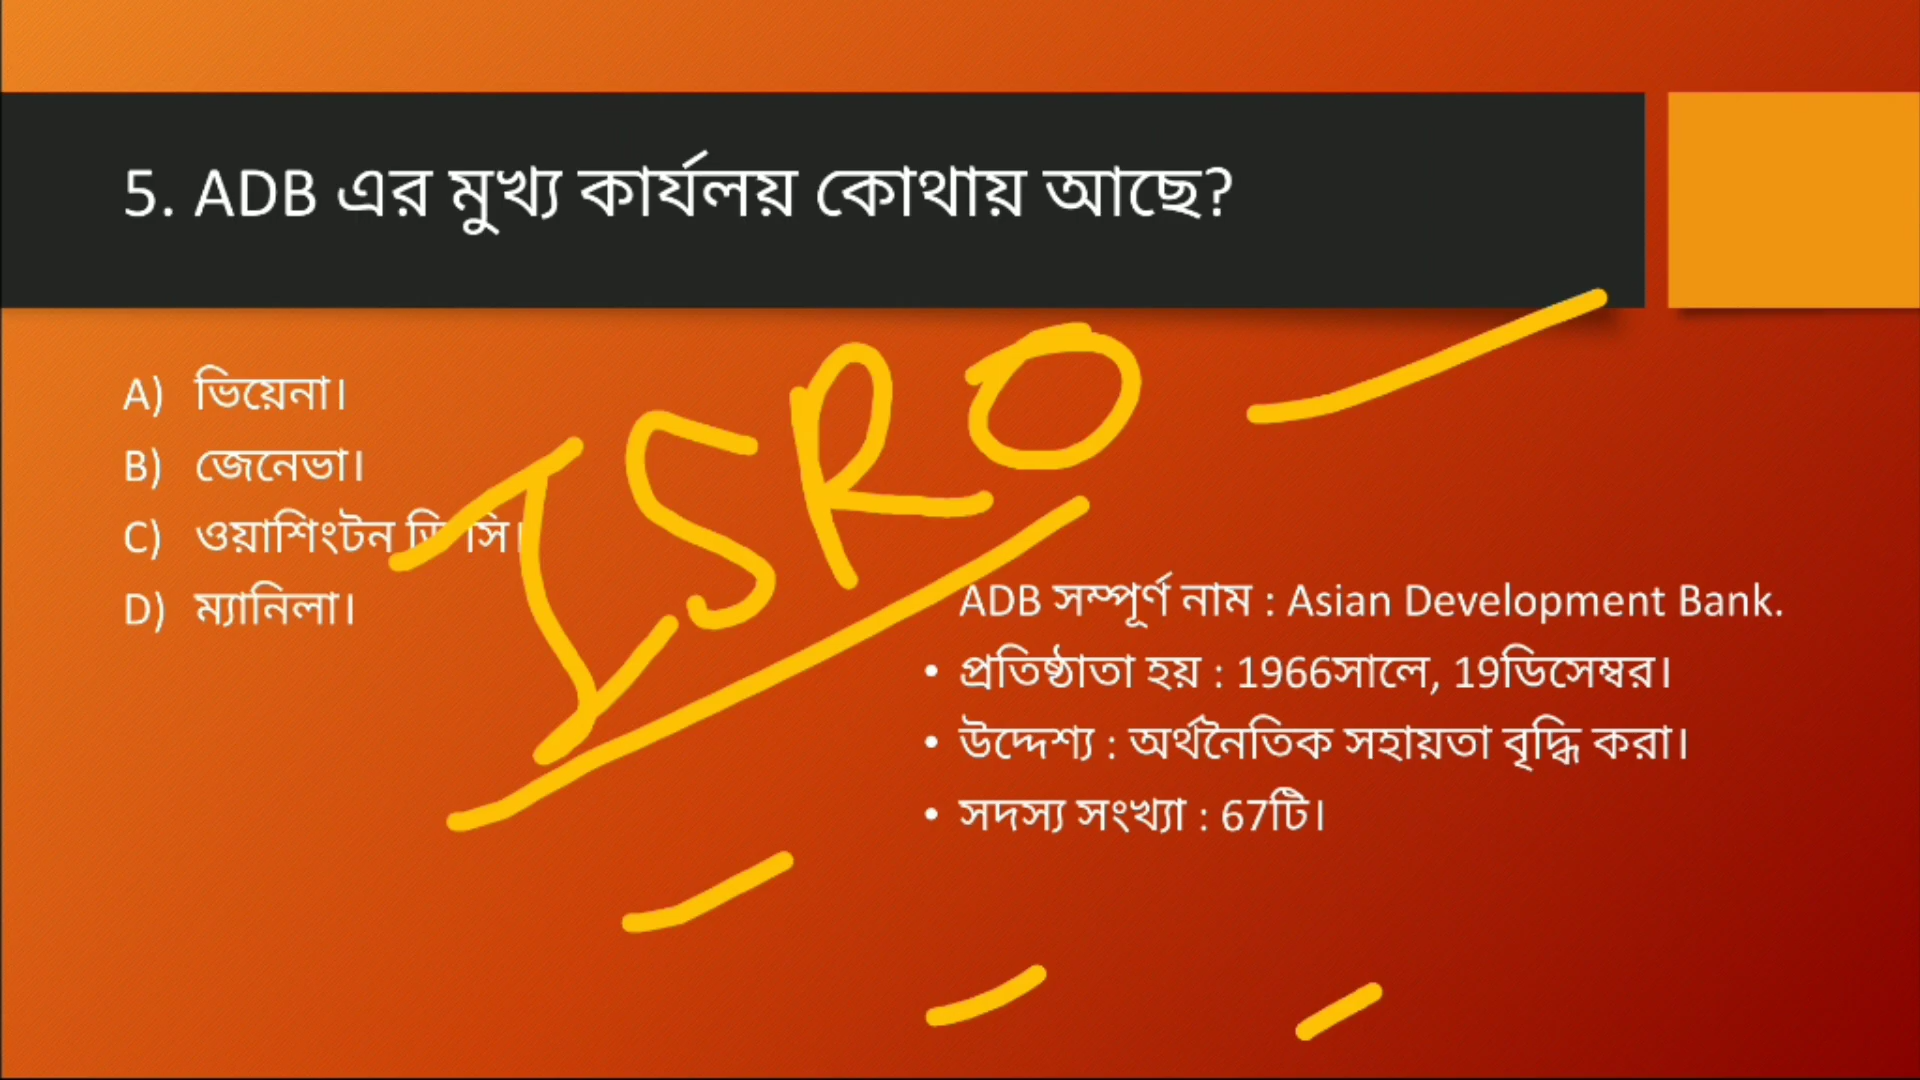 5. ADB এর মুখ্য কার্যলয় কোথায় আছে?
A) ভিয়েনা।
B) জেনেভা।
C) ওয়াশিংটন সি।
D) ম্যানিলা।
ISRO
ADB সম্পূর্ণ নাম : Asian Development Bank.
• প্রতিষ্ঠাতা হয় : 1966সালে, 19ডিসেম্বর।
• উদ্দেশ্য : অর্থনৈতিক সহায়তা বৃদ্ধি করা।
• সদস্য সংখ্যা : 67টি।